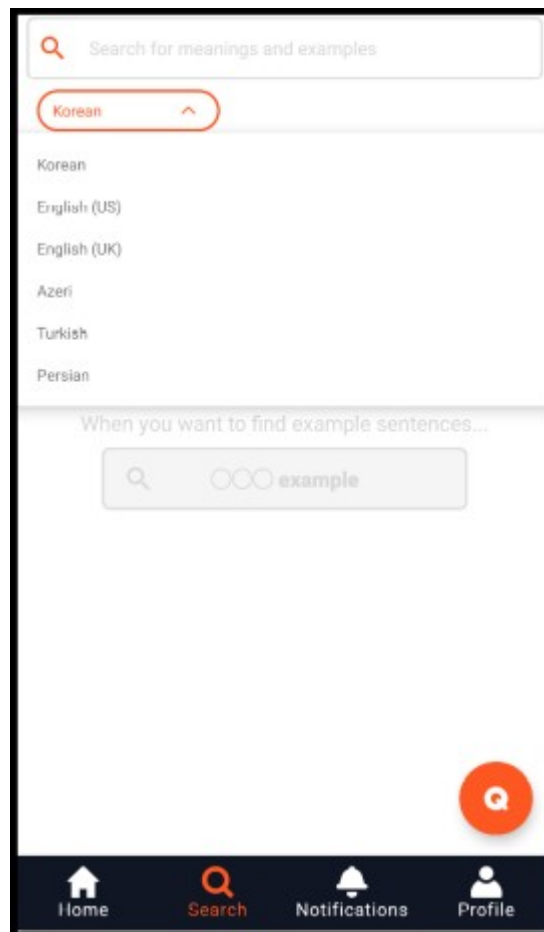 Search for meanings and examples
Korean
Korean
English (US)
English (UK)
Azeri
Turkish
Persian
When you want to find example sentences...
〇〇〇 example
Q
Home
Search
Notifications
Profile